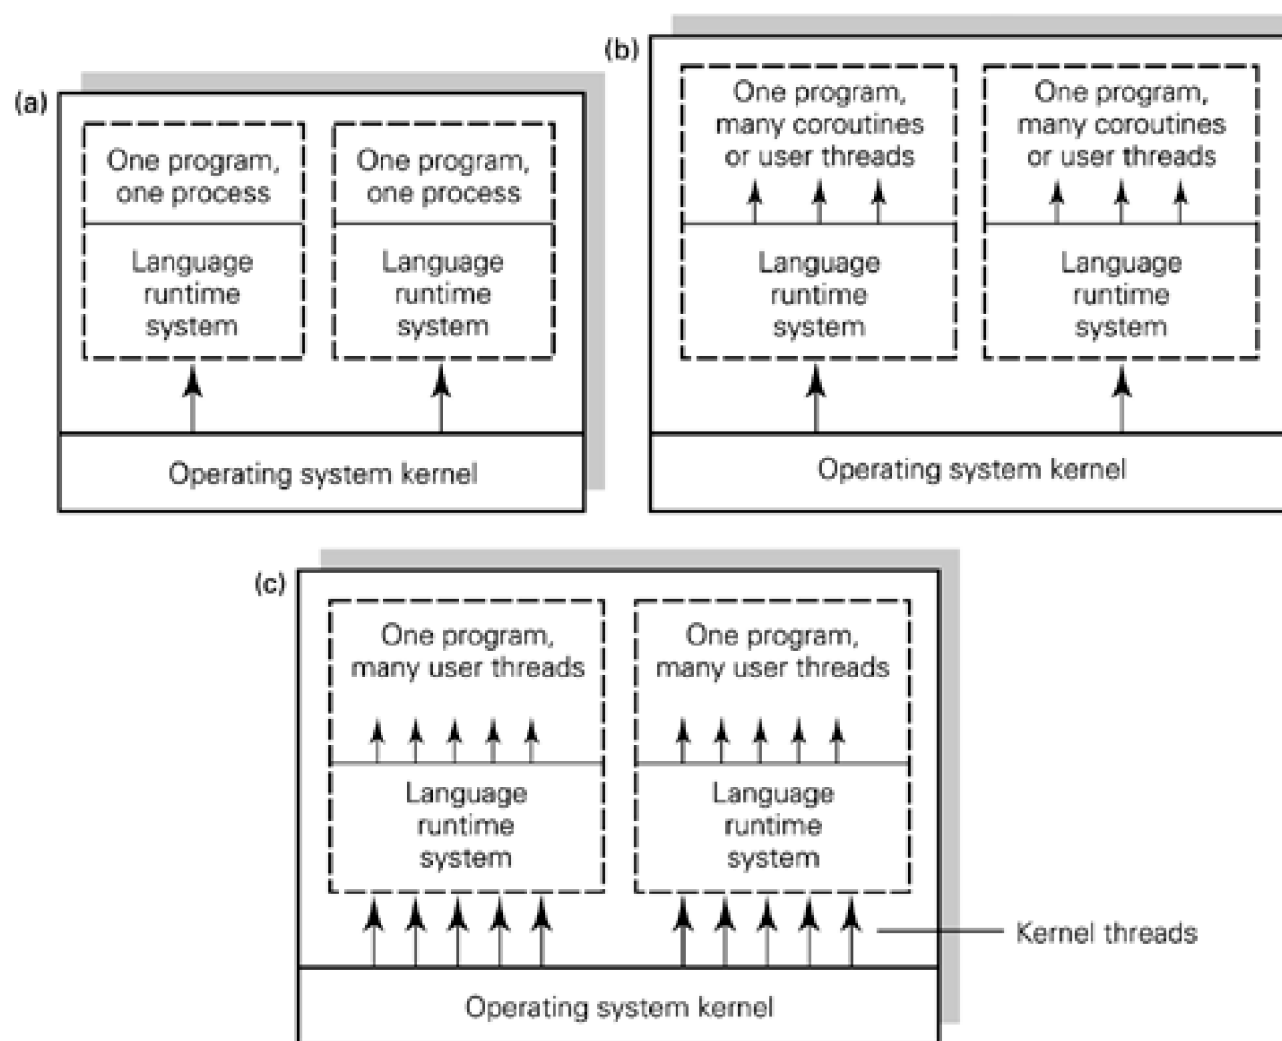 (a)
One program,
one process
Language
runtime
system
One program,
one process
Language
runtime
system
Operating system kernel
(b)
One program,
many coroutines
or user threads
Language
runtime
system
One program,
many coroutines
or user threads
Language
runtime
system
Operating system kernel
(c)
One program,
many user threads
Language
runtime
system
One program,
many user threads
Language
runtime
system
Kernel threads
Operating system kernel